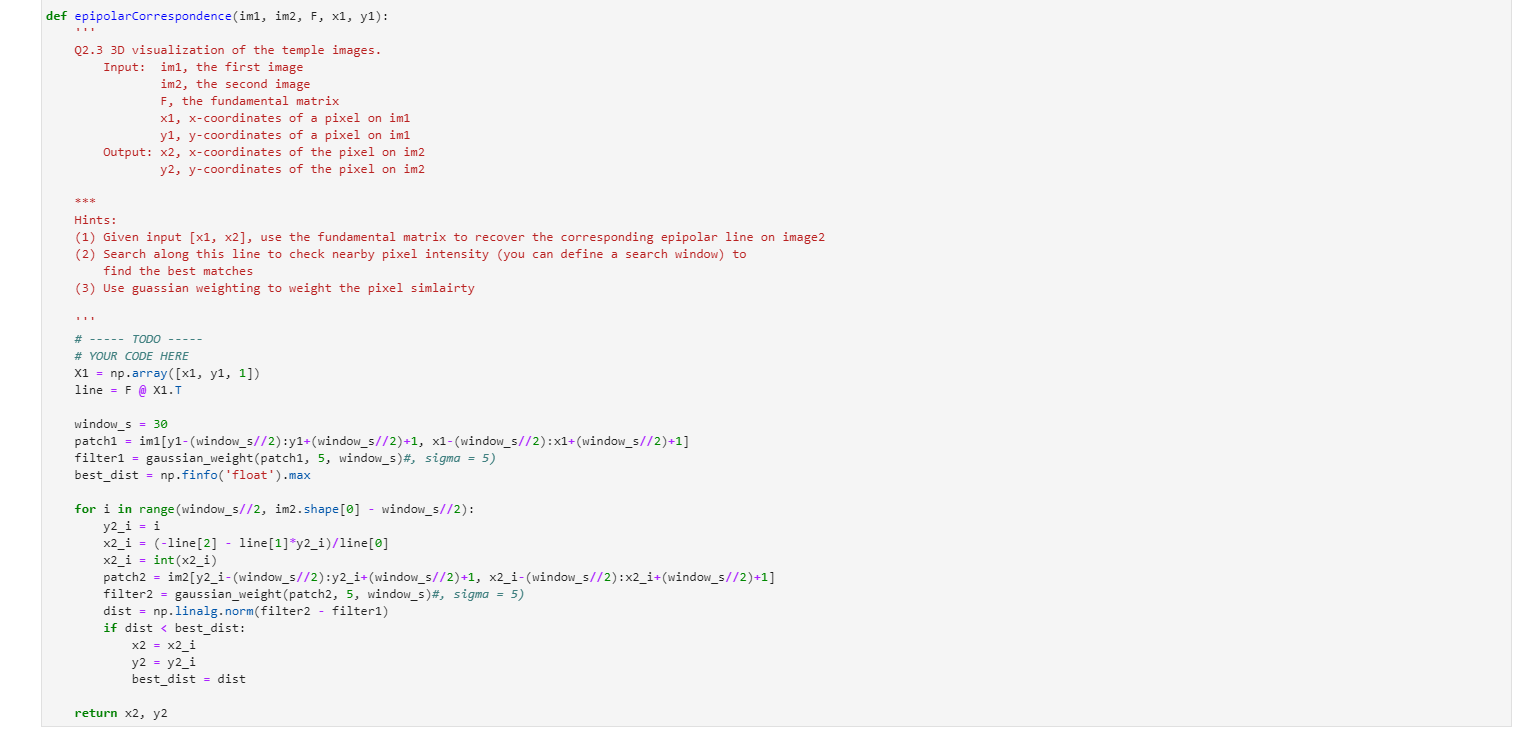 def epipolarCorrespondence(im1, im2, F, x1, y1):
    '''
    Q2.3 3D visualization of the temple images.
        Input:  im1, the first image
                im2, the second image
                F, the fundamental matrix
                x1, x-coordinates of a pixel on im1
                y1, y-coordinates of a pixel on im1
        Output: x2, x-coordinates of the pixel on im2
                y2, y-coordinates of the pixel on im2

    ***
    Hints:
    (1) Given input [x1, x2], use the fundamental matrix to recover the corresponding epipolar line on image2
    (2) Search along this line to check nearby pixel intensity (you can define a search window) to
        find the best matches
    (3) Use guassian weighting to weight the pixel simlairty

    '''
    # ----- TODO -----
    # YOUR CODE HERE
    X1 = np.array([x1, y1, 1])
    line = F @ X1.T

    window_s = 30
    patch1 = im1[y1-(window_s//2):y1+(window_s//2)+1, x1-(window_s//2):x1+(window_s//2)+1]
    filter1 = gaussian_weight(patch1, 5, window_s)#, sigma = 5)
    best_dist = np.finfo('float').max

    for i in range(window_s//2, im2.shape[0] - window_s//2):
        y2_i = i
        x2_i = (-line[2] - line[1]*y2_i)/line[0]
        x2_i = int(x2_i)
        patch2 = im2[y2_i-(window_s//2):y2_i+(window_s//2)+1, x2_i-(window_s//2):x2_i+(window_s//2)+1]
        filter2 = gaussian_weight(patch2, 5, window_s)#, sigma = 5)
        dist = np.linalg.norm(filter2 - filter1)
        if dist < best_dist:
            x2 = x2_i
            y2 = y2_i
            best_dist = dist

    return x2, y2